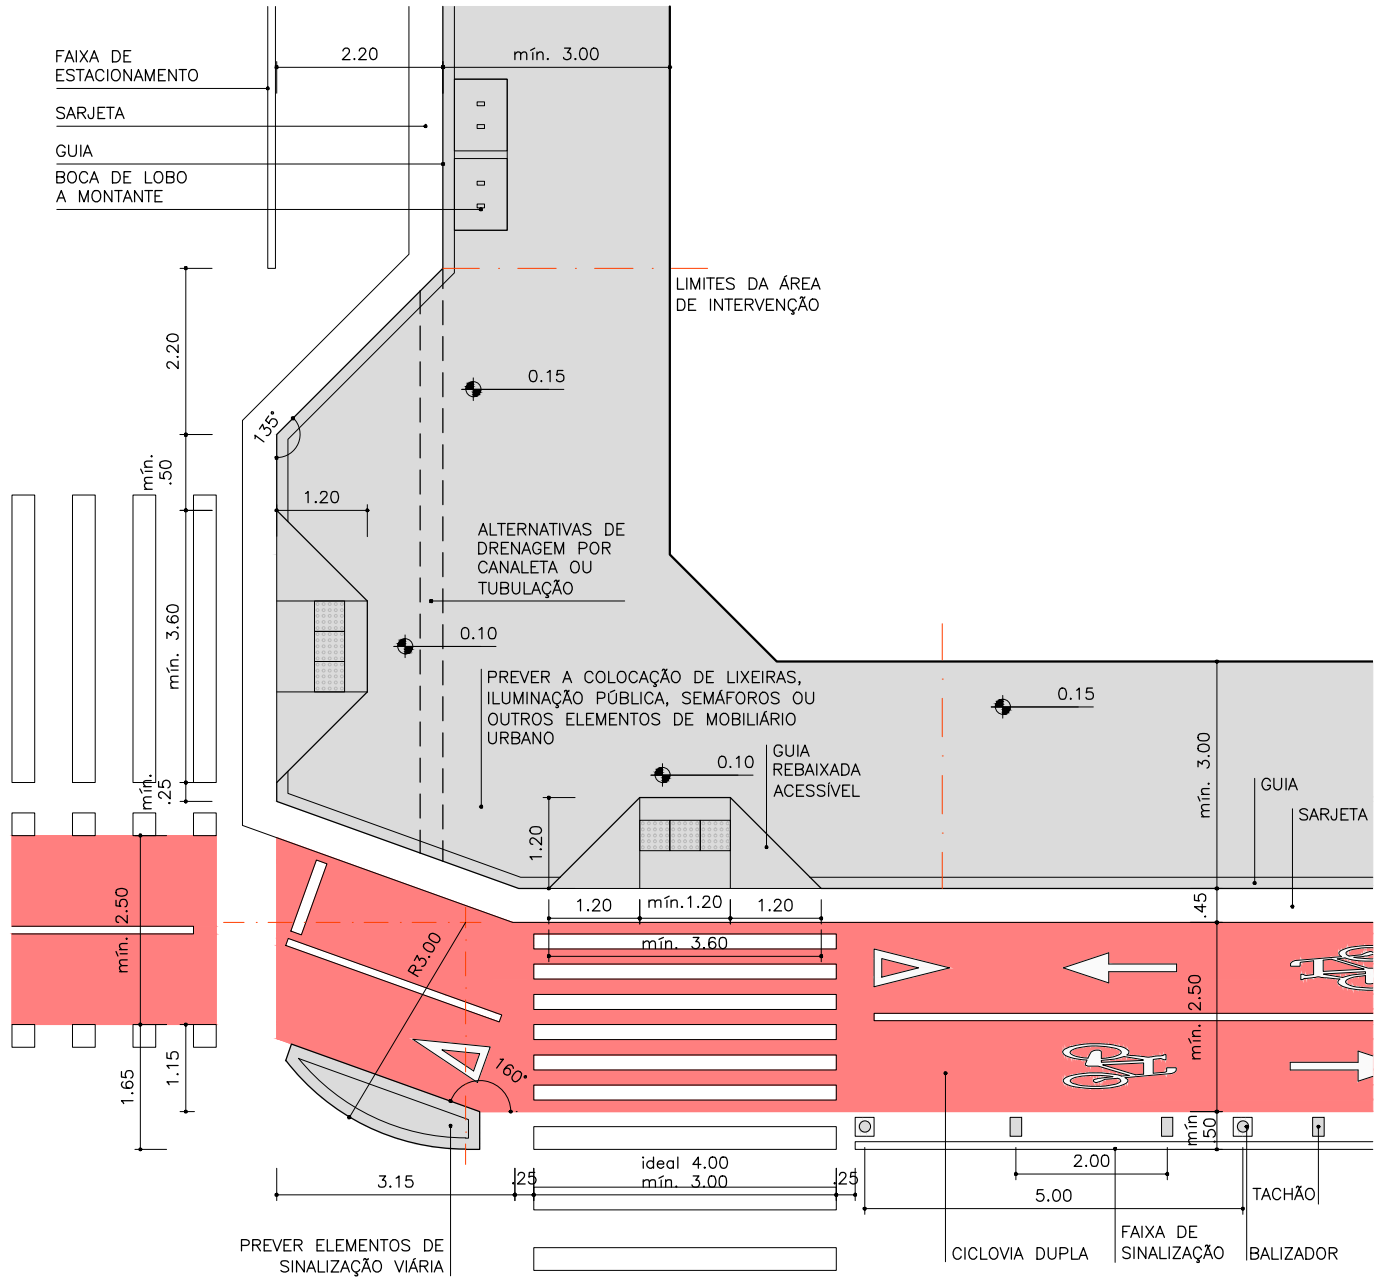 2.20
mín. 3.00
FAIXA DE
ESTACIONAMENTO
SARJETA
GUIA
BOCA DE LOBO
A MONTANTE
LIMITES DA ÁREA
DE INTERVENÇÃO
2.20
0.15
135°
mín.
.50
1.20
ALTERNATIVAS DE
DRENAGEM POR
CANALETA OU
TUBULAÇÃO
mín. 3.60
0.10
PREVER A COLOCAÇÃO DE LIXEIRAS,
ILUMINAÇÃO PÚBLICA, SEMÁFOROS OU
OUTROS ELEMENTOS DE MOBILIÁRIO
URBANO
0.15
0.10
GUIA
REBAIXADA
ACESSÍVEL
mín. 3.00
GUIA
SARJETA
mín.
.25
1.20
1.20
mín.1.20
1.20
.45
mín. 2.50
R3.00
mín. 3.60
mín. 2.50
160°
1.65
1.15
mín
.50
ideal 4.00
mín. 3.00
3.15
.25
.25
2.00
5.00
TACHÃO
PREVER ELEMENTOS DE
SINALIZAÇÃO VIÁRIA
CICLOVIA DUPLA
FAIXA DE
SINALIZAÇÃO
BALIZADOR